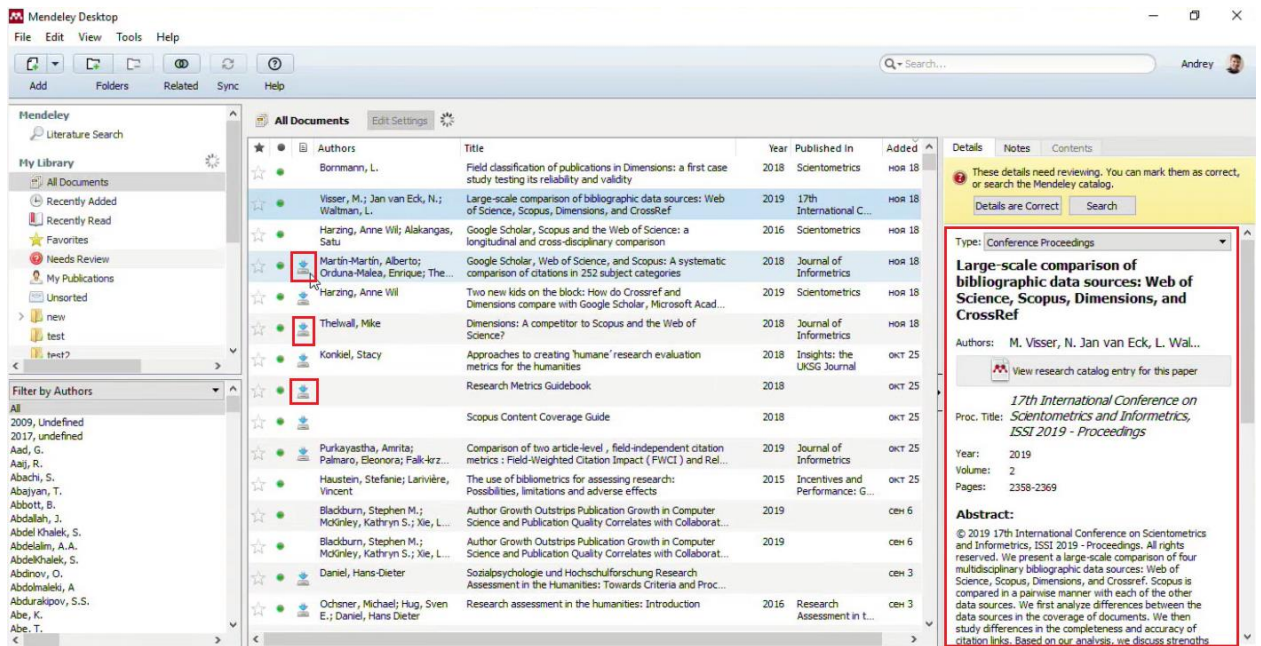 Mendeley Desktop
File Edit View Tools Help
Add Folders Related Sync Help
Search...
Andrey
Mendeley
Literature Search
My Library
All Documents
Recently Added
Recently Read
Favorites
Needs Review
My Publications
Unsorted
new
test
test2
Filter by Authors
All
2009, Undefined
2017, undefined
Aad, G.
Aaij, R.
Abachi, S.
Abajyan, T.
Abbott, B.
Abdallah, J.
Abdel Khalek, S.
Abdelalim, A.A.
AbdelKhalek, S.
Abdinov, O.
Abdolmaleki, A
Abdurakipov, S.S.
Abe, K.
Abe, T.
All Documents Edit Settings
Authors Title Year Published In Added
Bornmann, L. Field classification of publications in Dimensions: a first case 2018 Scientometrics ноя 18
study testing its reliability and validity
Visser, M.; Jan van Eck, N.; Large-scale comparison of bibliographic data sources: Web 2019 17th ноя 18
Waltman, L. of Science, Scopus, Dimensions, and CrossRef International C...
Harzing, Anne Wil; Alakangas, Google Scholar, Scopus and the Web of Science: a 2016 Scientometrics ноя 18
Satu longitudinal and cross-disciplinary comparison
Martín-Martín, Alberto; Google Scholar, Web of Science, and Scopus: A systematic 2018 Journal of ноя 18
Orduna-Malea, Enrique; The... comparison of citations in 252 subject categories Informetrics
Harzing, Anne Wil Two new kids on the block: How do Crossref and 2019 Scientometrics ноя 18
Dimensions compare with Google Scholar, Microsoft Acad...
Thelwall, Mike Dimensions: A competitor to Scopus and the Web of 2018 Journal of ноя 18
Science? Informetrics
Konkiel, Stacy Approaches to creating 'humane' research evaluation 2018 Insights: the окт 25
metrics for the humanities UKSG Journal
Research Metrics Guidebook 2018 окт 25
Scopus Content Coverage Guide 2018 окт 25
Purkayastha, Amrita; Comparison of two article-level , field-independent citation 2019 Journal of окт 25
Palmaro, Eleonora; Falk-krz... metrics : Field-Weighted Citation Impact ( FWCI ) and Rel... Informetrics
Haustein, Stefanie; Larivière, The use of bibliometrics for assessing research: 2015 Incentives and окт 25
Vincent Possibilities, limitations and adverse effects Performance: G...
Blackburn, Stephen M.; Author Growth Outstrips Publication Growth in Computer 2019 сен 6
McKinley, Kathryn S.; Xie, L... Science and Publication Quality Correlates with Collaborat...
Blackburn, Stephen M.; Author Growth Outstrips Publication Growth in Computer 2019 сен 6
McKinley, Kathryn S.; Xie, L... Science and Publication Quality Correlates with Collaborat...
Daniel, Hans-Dieter Sozialpsychologie und Hochschulforschung Research сен 3
Assessment in the Humanities: Towards Criteria and Proc...
Ochsner, Michael; Hug, Sven Research assessment in the humanities: Introduction 2016 Research сен 3
E.; Daniel, Hans Dieter Assessment in t...
Details Notes Contents
These details need reviewing. You can mark them as correct,
or search the Mendeley catalog.
Details are Correct Search
Type: Conference Proceedings
Large-scale comparison of
bibliographic data sources: Web of
Science, Scopus, Dimensions, and
CrossRef
Authors: M. Visser, N. Jan van Eck, L. Wal...
View research catalog entry for this paper
17th International Conference on
Proc. Title: Scientometrics and Informetrics,
ISSI 2019 - Proceedings
Year: 2019
Volume: 2
Pages: 2358-2369
Abstract:
© 2019 17th International Conference on Scientometrics
and Informetrics, ISSI 2019 - Proceedings. All rights
reserved. We present a large-scale comparison of four
multidisciplinary bibliographic data sources: Web of
Science, Scopus, Dimensions, and Crossref. Scopus is
compared in a pairwise manner with each of the other
data sources. We first analyze differences between the
data sources in the coverage of documents. We then
study differences in the completeness and accuracy of
citation links. Based on our analysis, we discuss strengths